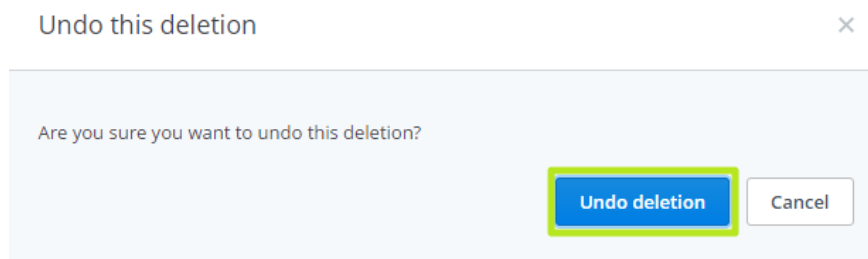 Undo this deletion
Are you sure you want to undo this deletion?
Undo deletion
Cancel